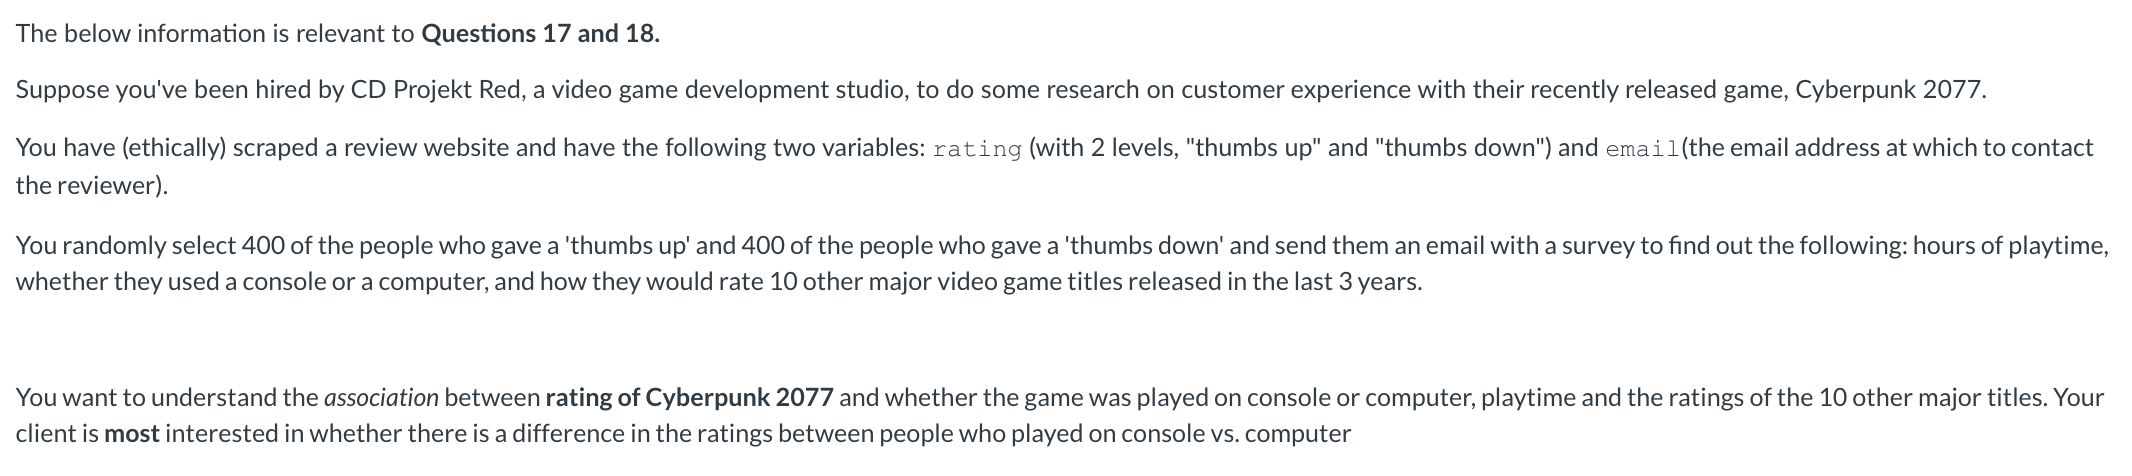 The below information is relevant to Questions 17 and 18.
Suppose you've been hired by CD Projekt Red, a video game development studio, to do some research on customer experience with their recently released game, Cyberpunk 2077.
You have (ethically) scraped a review website and have the following two variables: rating (with 2 levels, "thumbs up" and "thumbs down") and email(the email address at which to contact
the reviewer).
You randomly select 400 of the people who gave a 'thumbs up' and 400 of the people who gave a 'thumbs down' and send them an email with a survey to find out the following: hours of playtime,
whether they used a console or a computer, and how they would rate 10 other major video game titles released in the last 3 years.
You want to understand the association between rating of Cyberpunk 2077 and whether the game was played on console or computer, playtime and the ratings of the 10 other major titles. Your
client is most interested in whether there is a difference in the ratings between people who played on console vs. computer